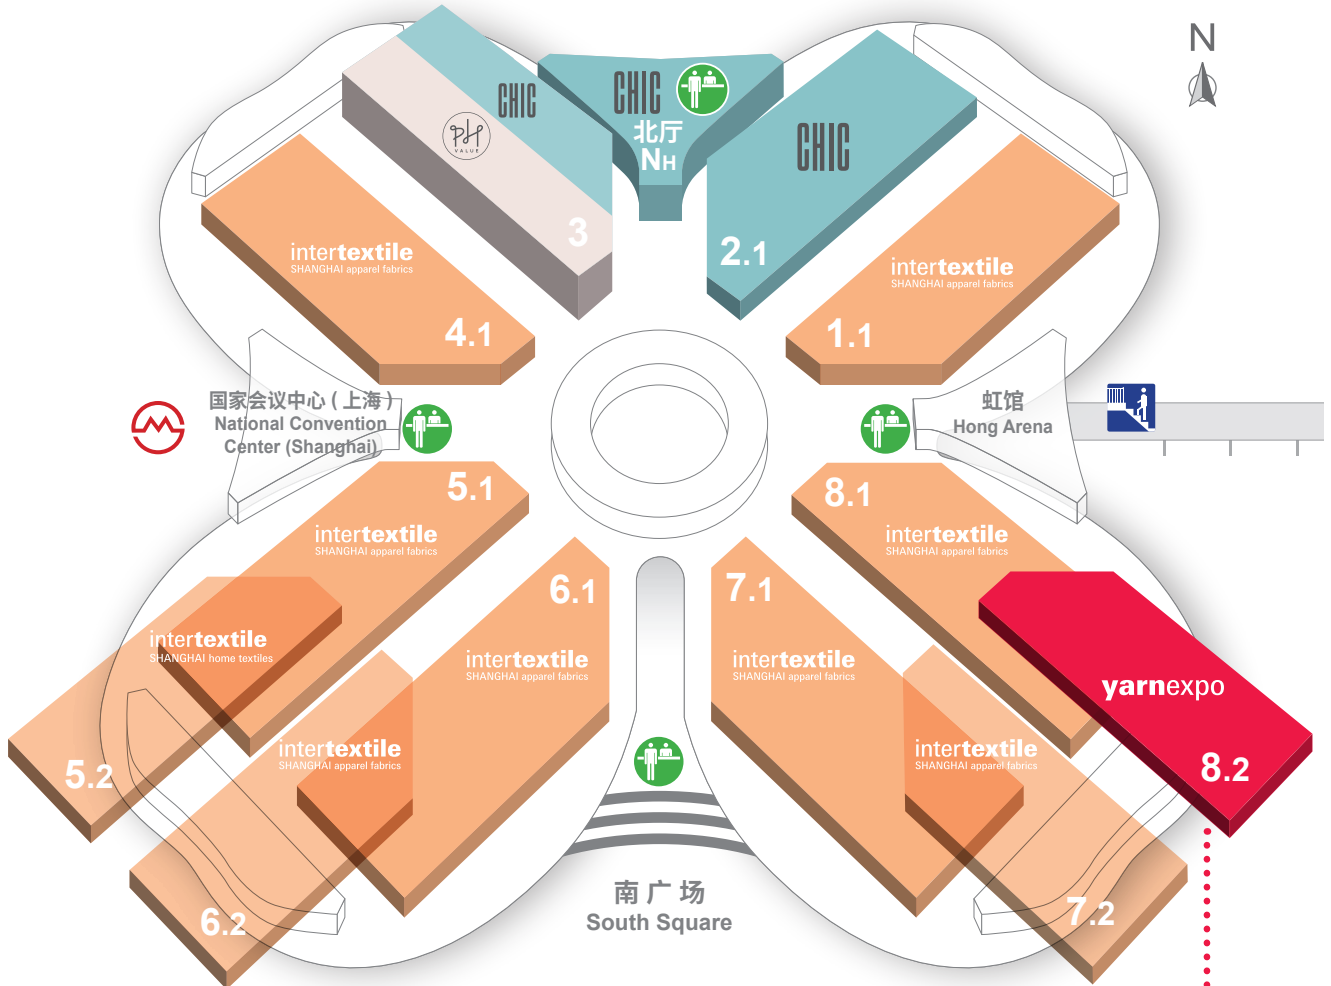 N
CHIC
CHIC
北厅
NH
PH
VALUE
CHIC
3
2.1
intertextile
SHANGHAI apparel fabrics
4.1
intertextile
SHANGHAI apparel fabrics
1.1
国家会议中心 ( 上海 )
National Convention
Center (Shanghai)
虹馆
Hong Arena
5.1
intertextile
SHANGHAI apparel fabrics
8.1
intertextile
SHANGHAI apparel fabrics
6.1
7.1
intertextile
SHANGHAI home textiles
5.2
intertextile
SHANGHAI apparel fabrics
intertextile
SHANGHAI apparel fabrics
yarnexpo
8.2
intertextile
SHANGHAI apparel fabrics
6.2
intertextile
SHANGHAI apparel fabrics
7.2
南广场
South Square